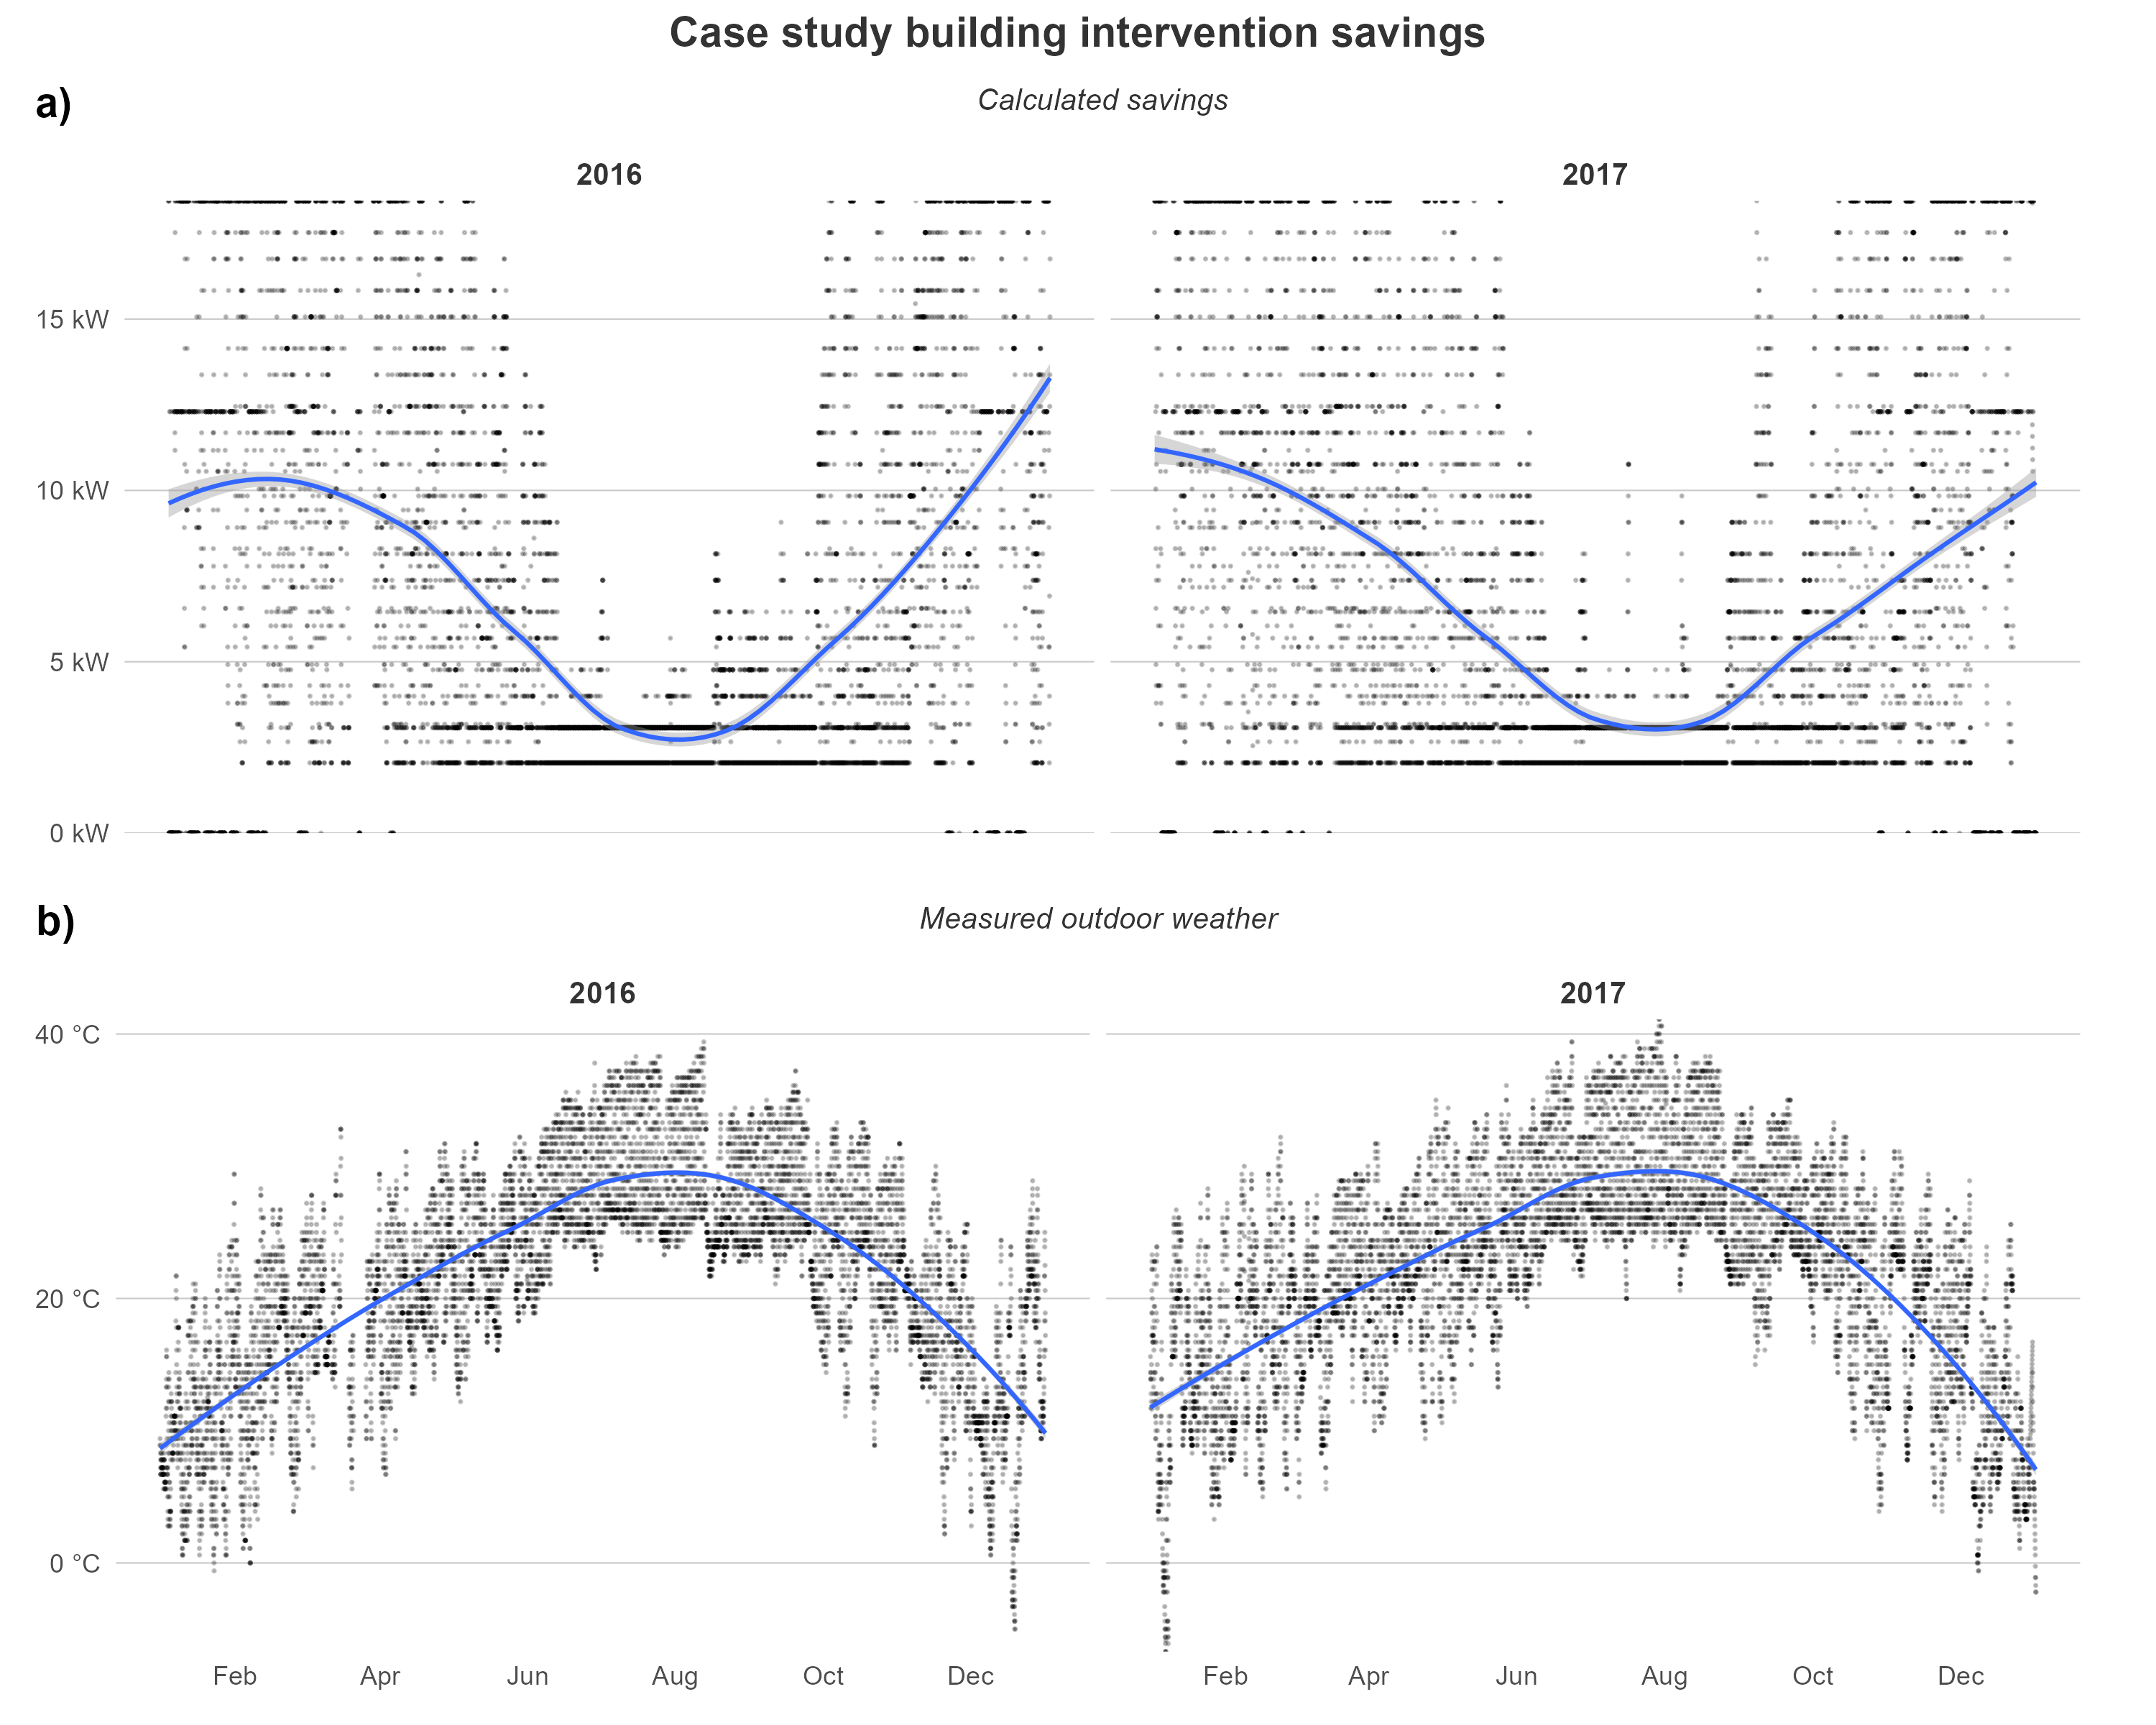 Case study building intervention savings
a)
Calculated savings
2016
2017
15 kW
10 kW
5 kW
0 kW
b)
Measured outdoor weather
2016
2017
40 °C
20 °C
0 °C
Feb Apr Jun Aug Oct Dec Feb Apr Jun Aug Oct Dec